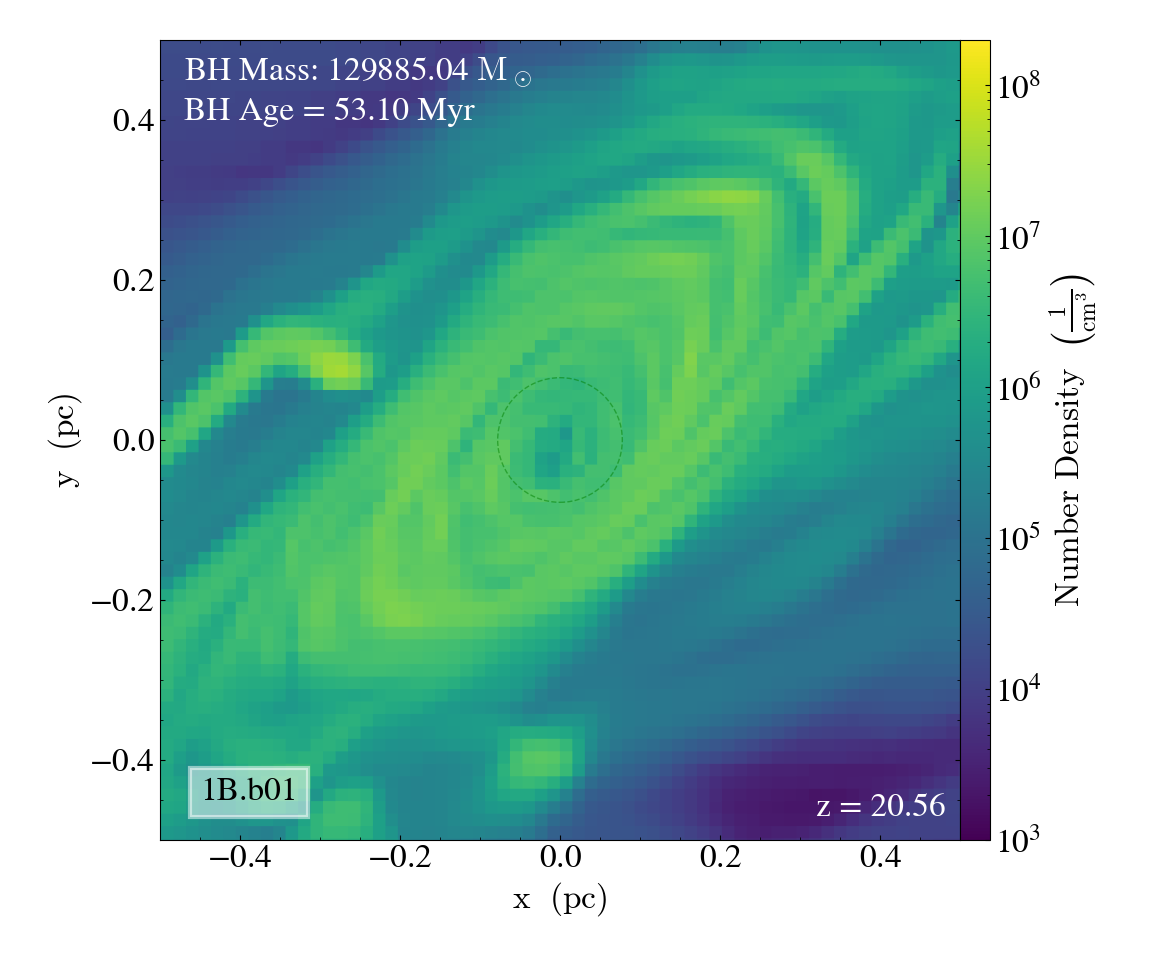 BH Mass: 129885.04 M⊙
BH Age = 53.10 Myr
0.4
0.2
0.0
−0.2
−0.4
y (pc)
1B.b01
z = 20.56
−0.4
−0.2
0.0
0.2
0.4
x (pc)
10⁸
10⁷
10⁶
10⁵
10⁴
10³
Number Density (1/cm³)